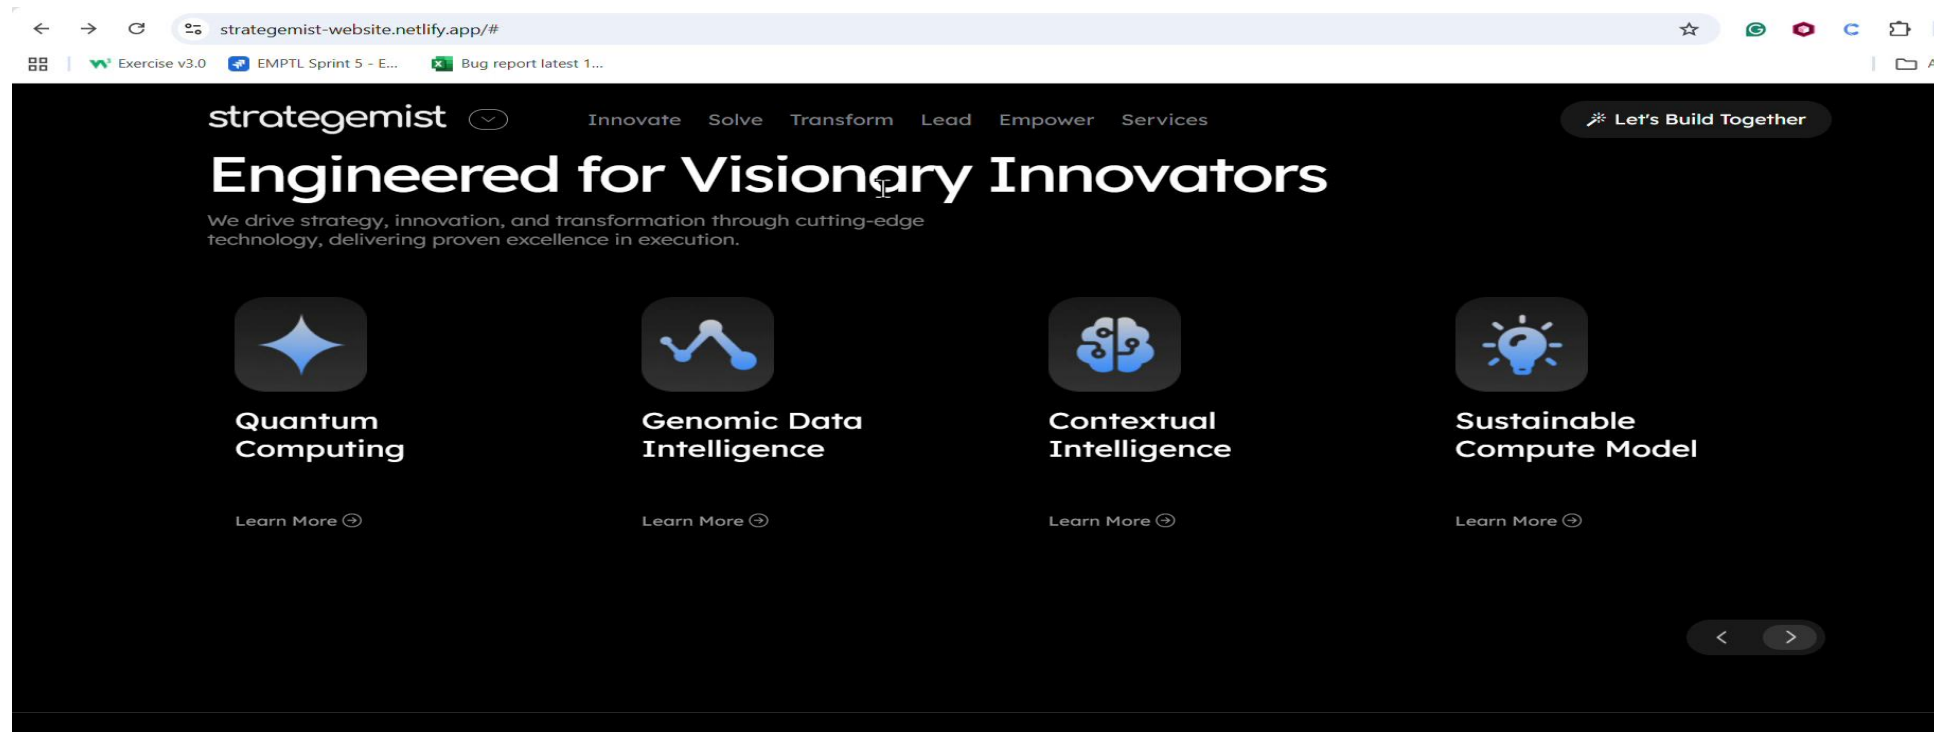 strategemist-website.netlify.app/#
Exercise v3.0 EMPTL Sprint 5 - E... Bug report latest 1...
strategemist Innovate Solve Transform Lead Empower Services Let's Build Together
Engineered for Visionary Innovators
We drive strategy, innovation, and transformation through cutting-edge
technology, delivering proven excellence in execution.
Quantum
Computing
Learn More
Genomic Data
Intelligence
Learn More
Contextual
Intelligence
Learn More
Sustainable
Compute Model
Learn More